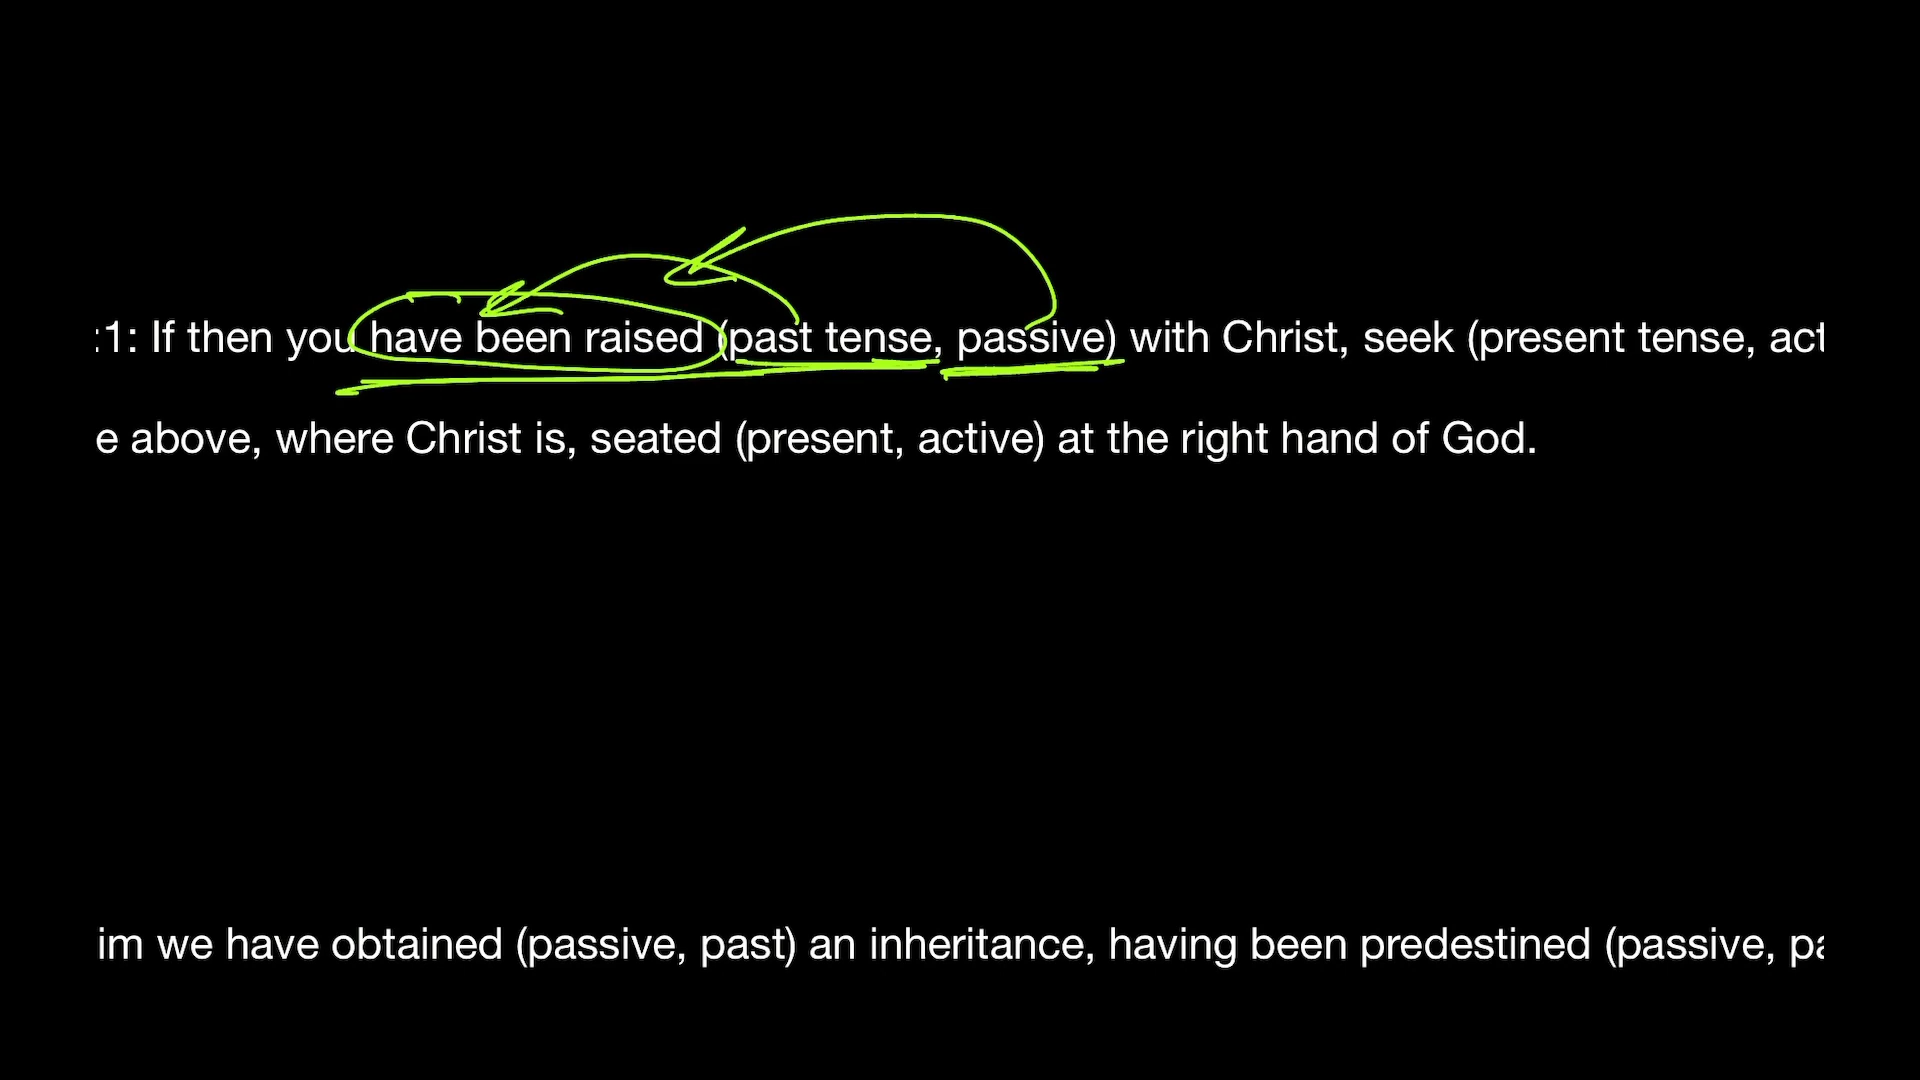 :1: If then you have been raised (past tense, passive) with Christ, seek (present tense, act
e above, where Christ is, seated (present, active) at the right hand of God.
im we have obtained (passive, past) an inheritance, having been predestined (passive, pa